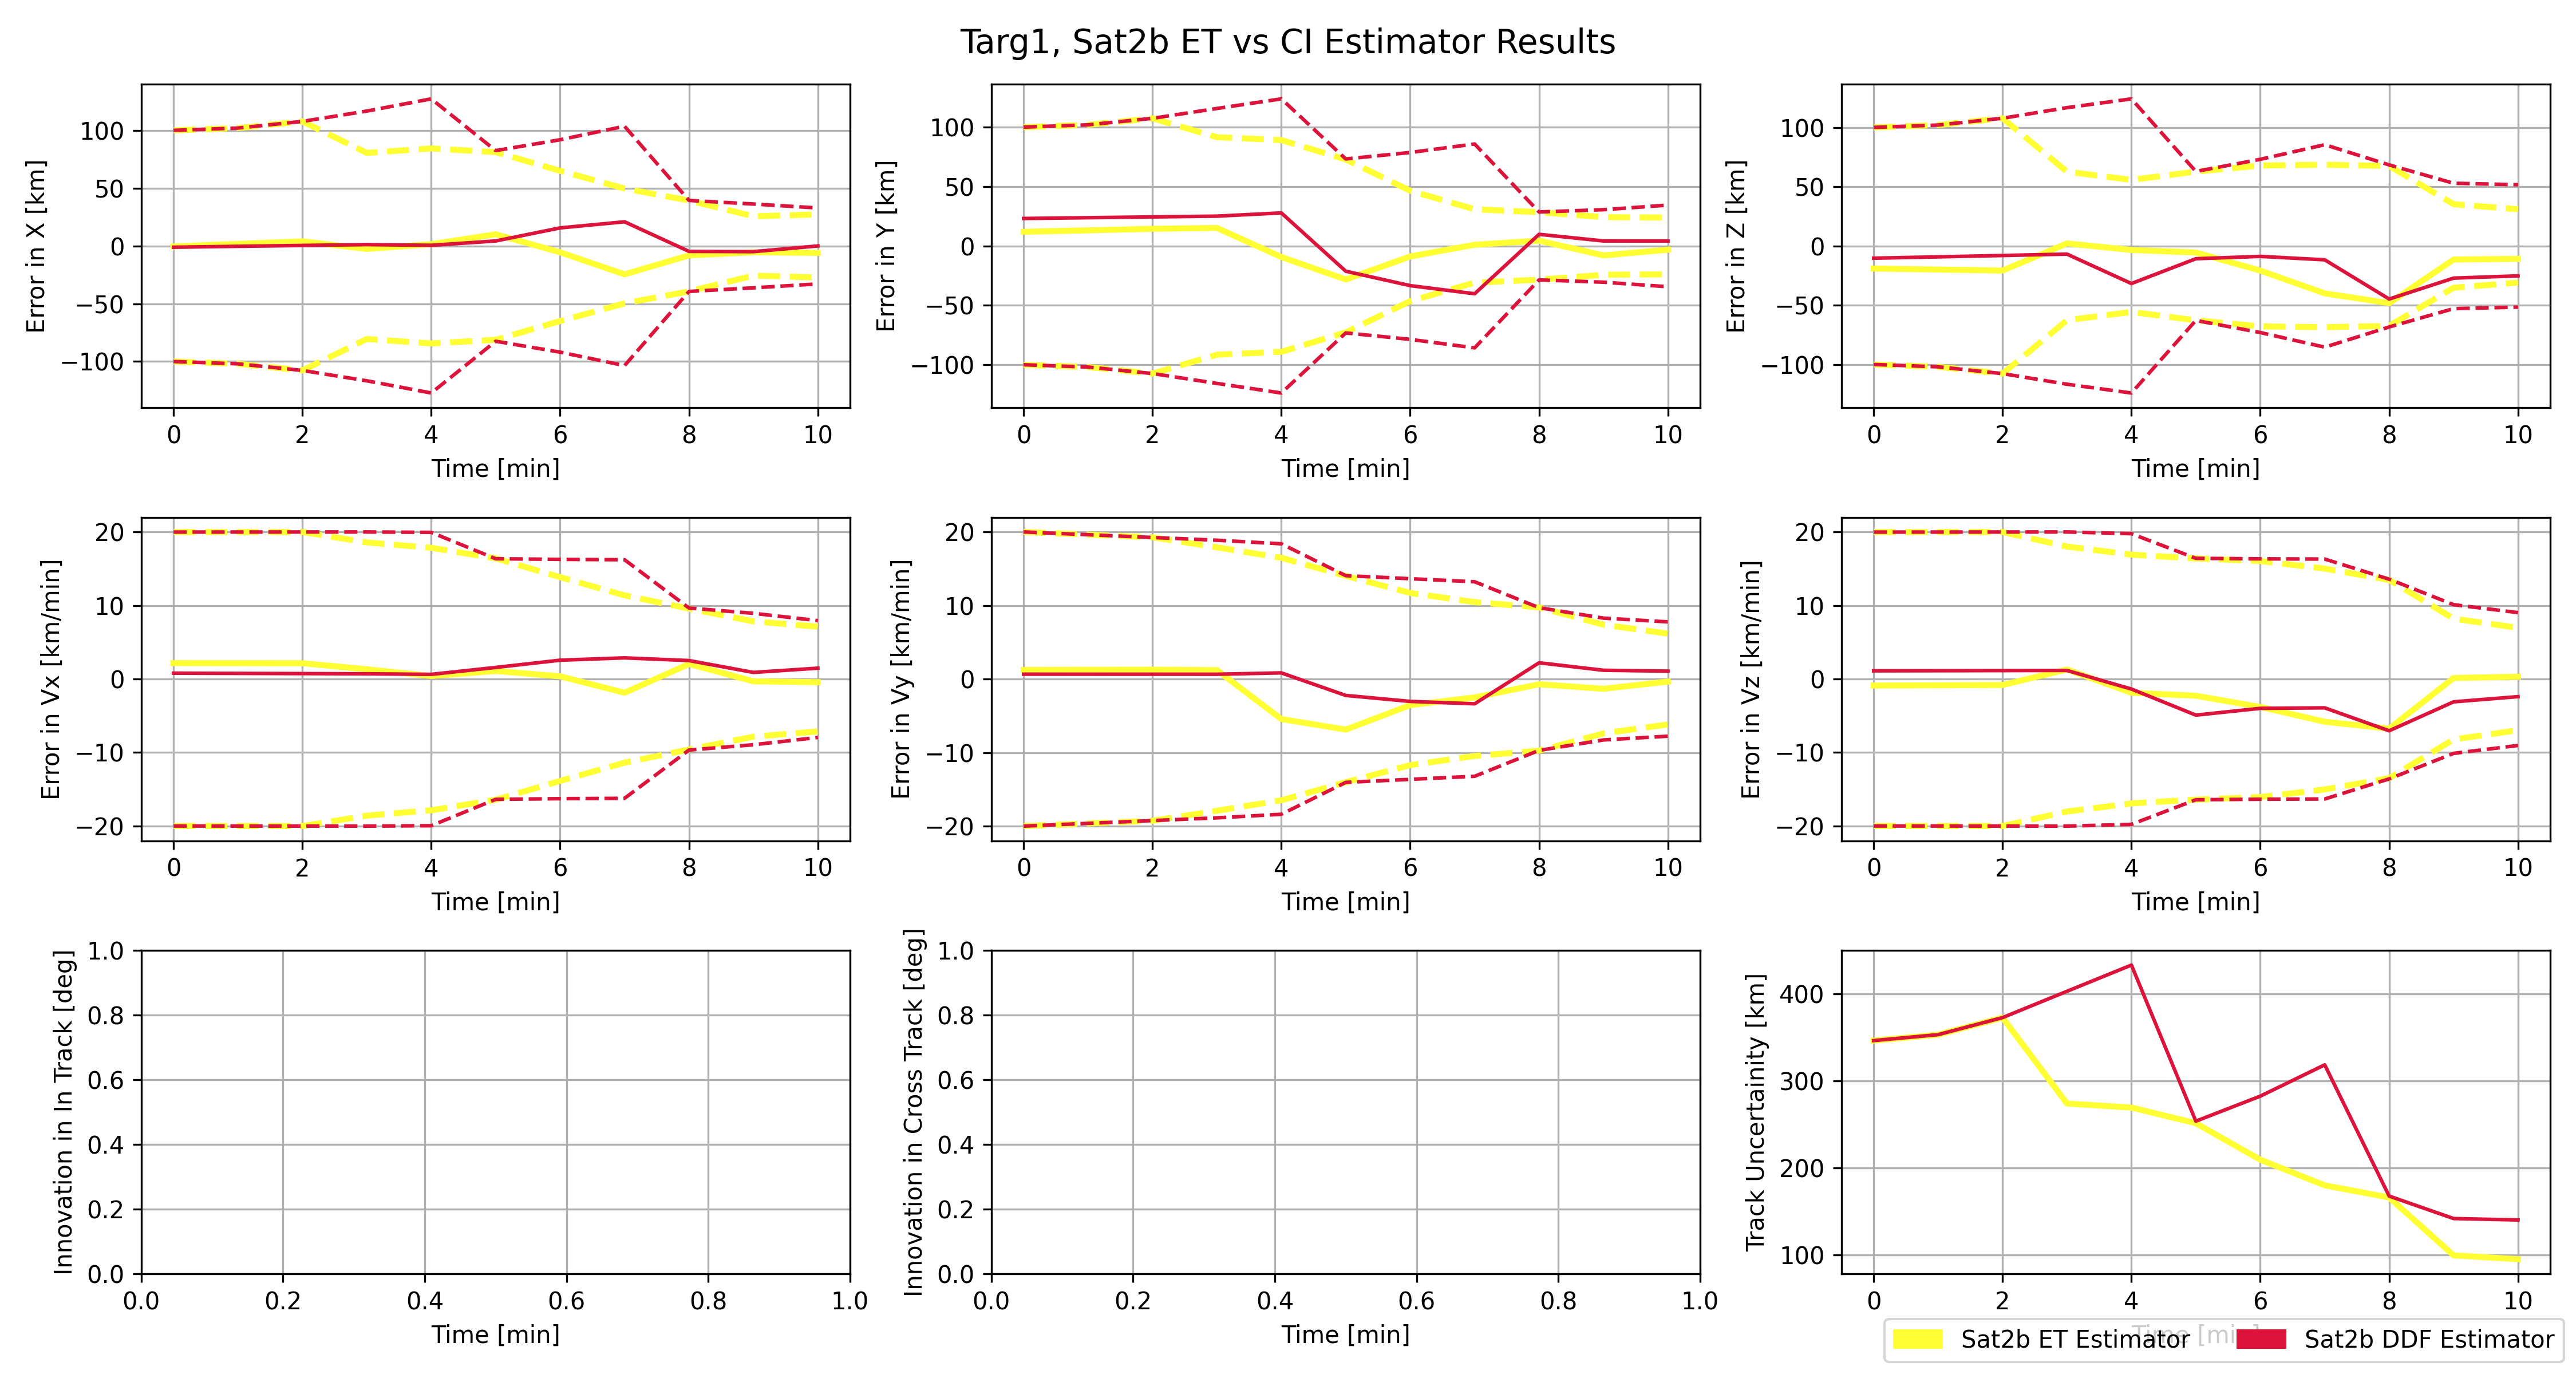 Targ1, Sat2b ET vs CI Estimator Results
Error in X [km]
100
50
0
−50
−100
0 2 4 6 8 10
Time [min]
Error in Y [km]
100
50
0
−50
−100
0 2 4 6 8 10
Time [min]
Error in Z [km]
100
50
0
−50
−100
0 2 4 6 8 10
Time [min]
Error in Vx [km/min]
20
10
0
−10
−20
0 2 4 6 8 10
Time [min]
Error in Vy [km/min]
20
10
0
−10
−20
0 2 4 6 8 10
Time [min]
Error in Vz [km/min]
20
10
0
−10
−20
0 2 4 6 8 10
Time [min]
Innovation in In Track [deg]
1.0
0.8
0.6
0.4
0.2
0.0
0.0 0.2 0.4 0.6 0.8 1.0
Time [min]
Innovation in Cross Track [deg]
1.0
0.8
0.6
0.4
0.2
0.0
0.0 0.2 0.4 0.6 0.8 1.0
Time [min]
Track Uncertainity [km]
400
300
200
100
0 2 4 6 8 10
Time [min]
Sat2b ET Estimator
Sat2b DDF Estimator